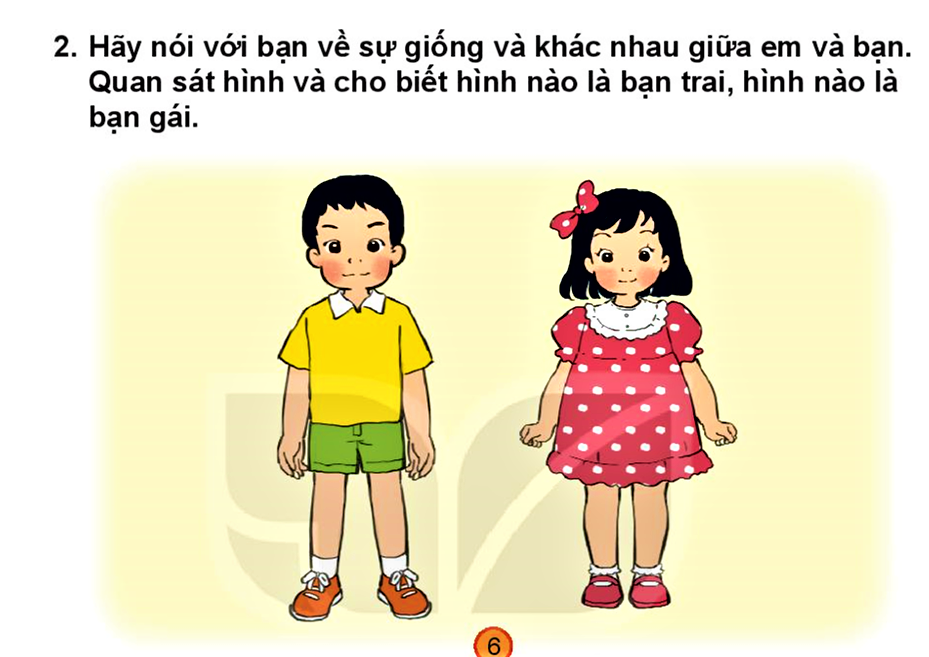 2. Hãy nói với bạn về sự giống và khác nhau giữa em và bạn.
Quan sát hình và cho biết hình nào là bạn trai, hình nào là
bạn gái.
6